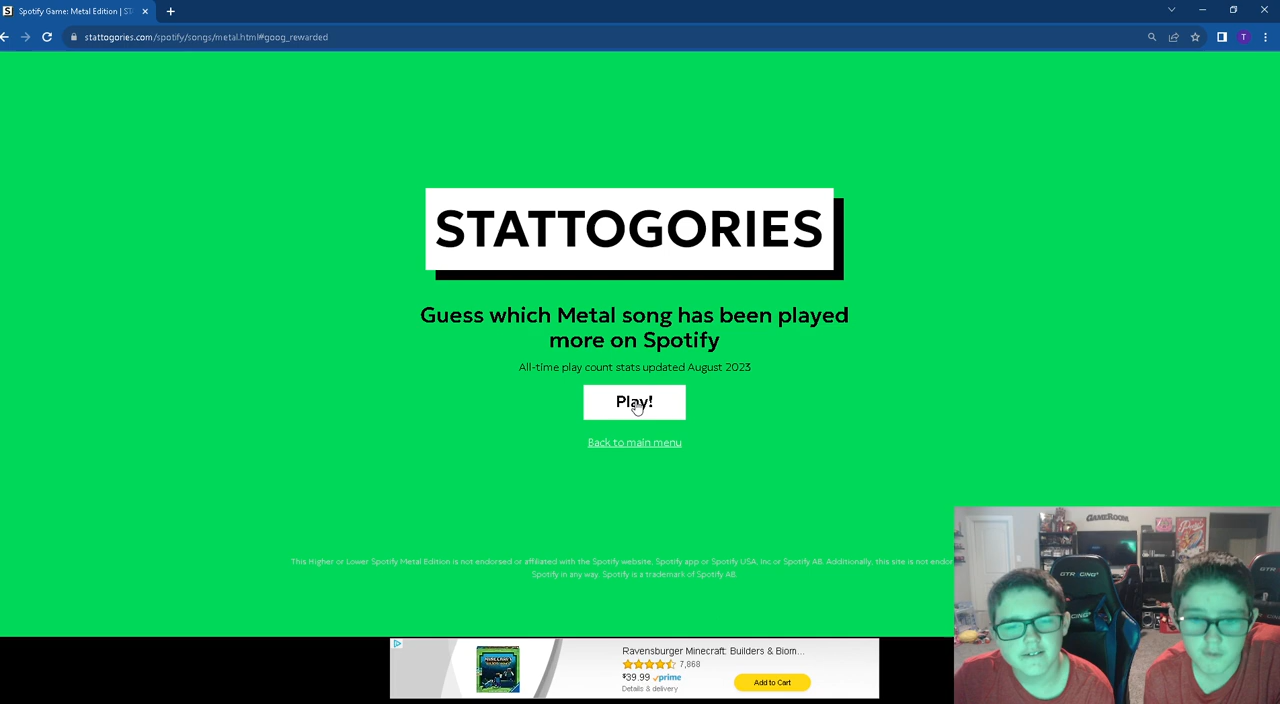 Spotify Game: Metal Edition | ST
stattogories.com/spotify/songs/metal.html#goog_rewarded
T
STATTOGORIES
Guess which Metal song has been played
more on Spotify
All-time play count stats updated August 2023
Play!
Back to main menu
This Higher or Lower Spotify Metal Edition is not endorsed or affiliated with the Spotify website, Spotify app or Spotify USA, Inc or Spotify AB. Additionally, this site is not endor
Spotify in any way. Spotify is a trademark of Spotify AB.
GAMEROOM
GTR
GTR
Ravensburger Minecraft: Builders & Biom...
7,868
$39.99 prime
Add to Cart
Details & delivery